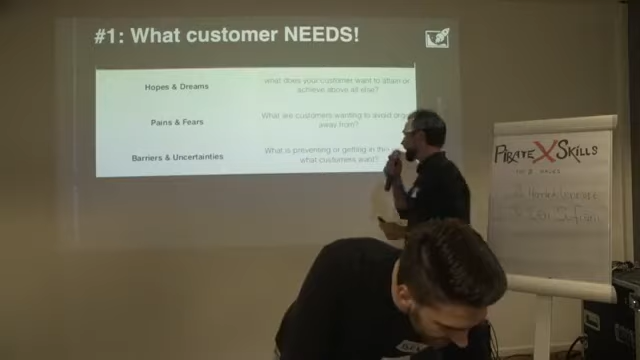 #1: What customer NEEDS!
Hopes & Dreams
what does your customer want to attain or
achieve above all else?
Pains & Fears
What are customers wanting to avoid or
away from?
Barriers & Uncertainties
What is preventing or getting in
what customers want?
PIRATE X SKILLS